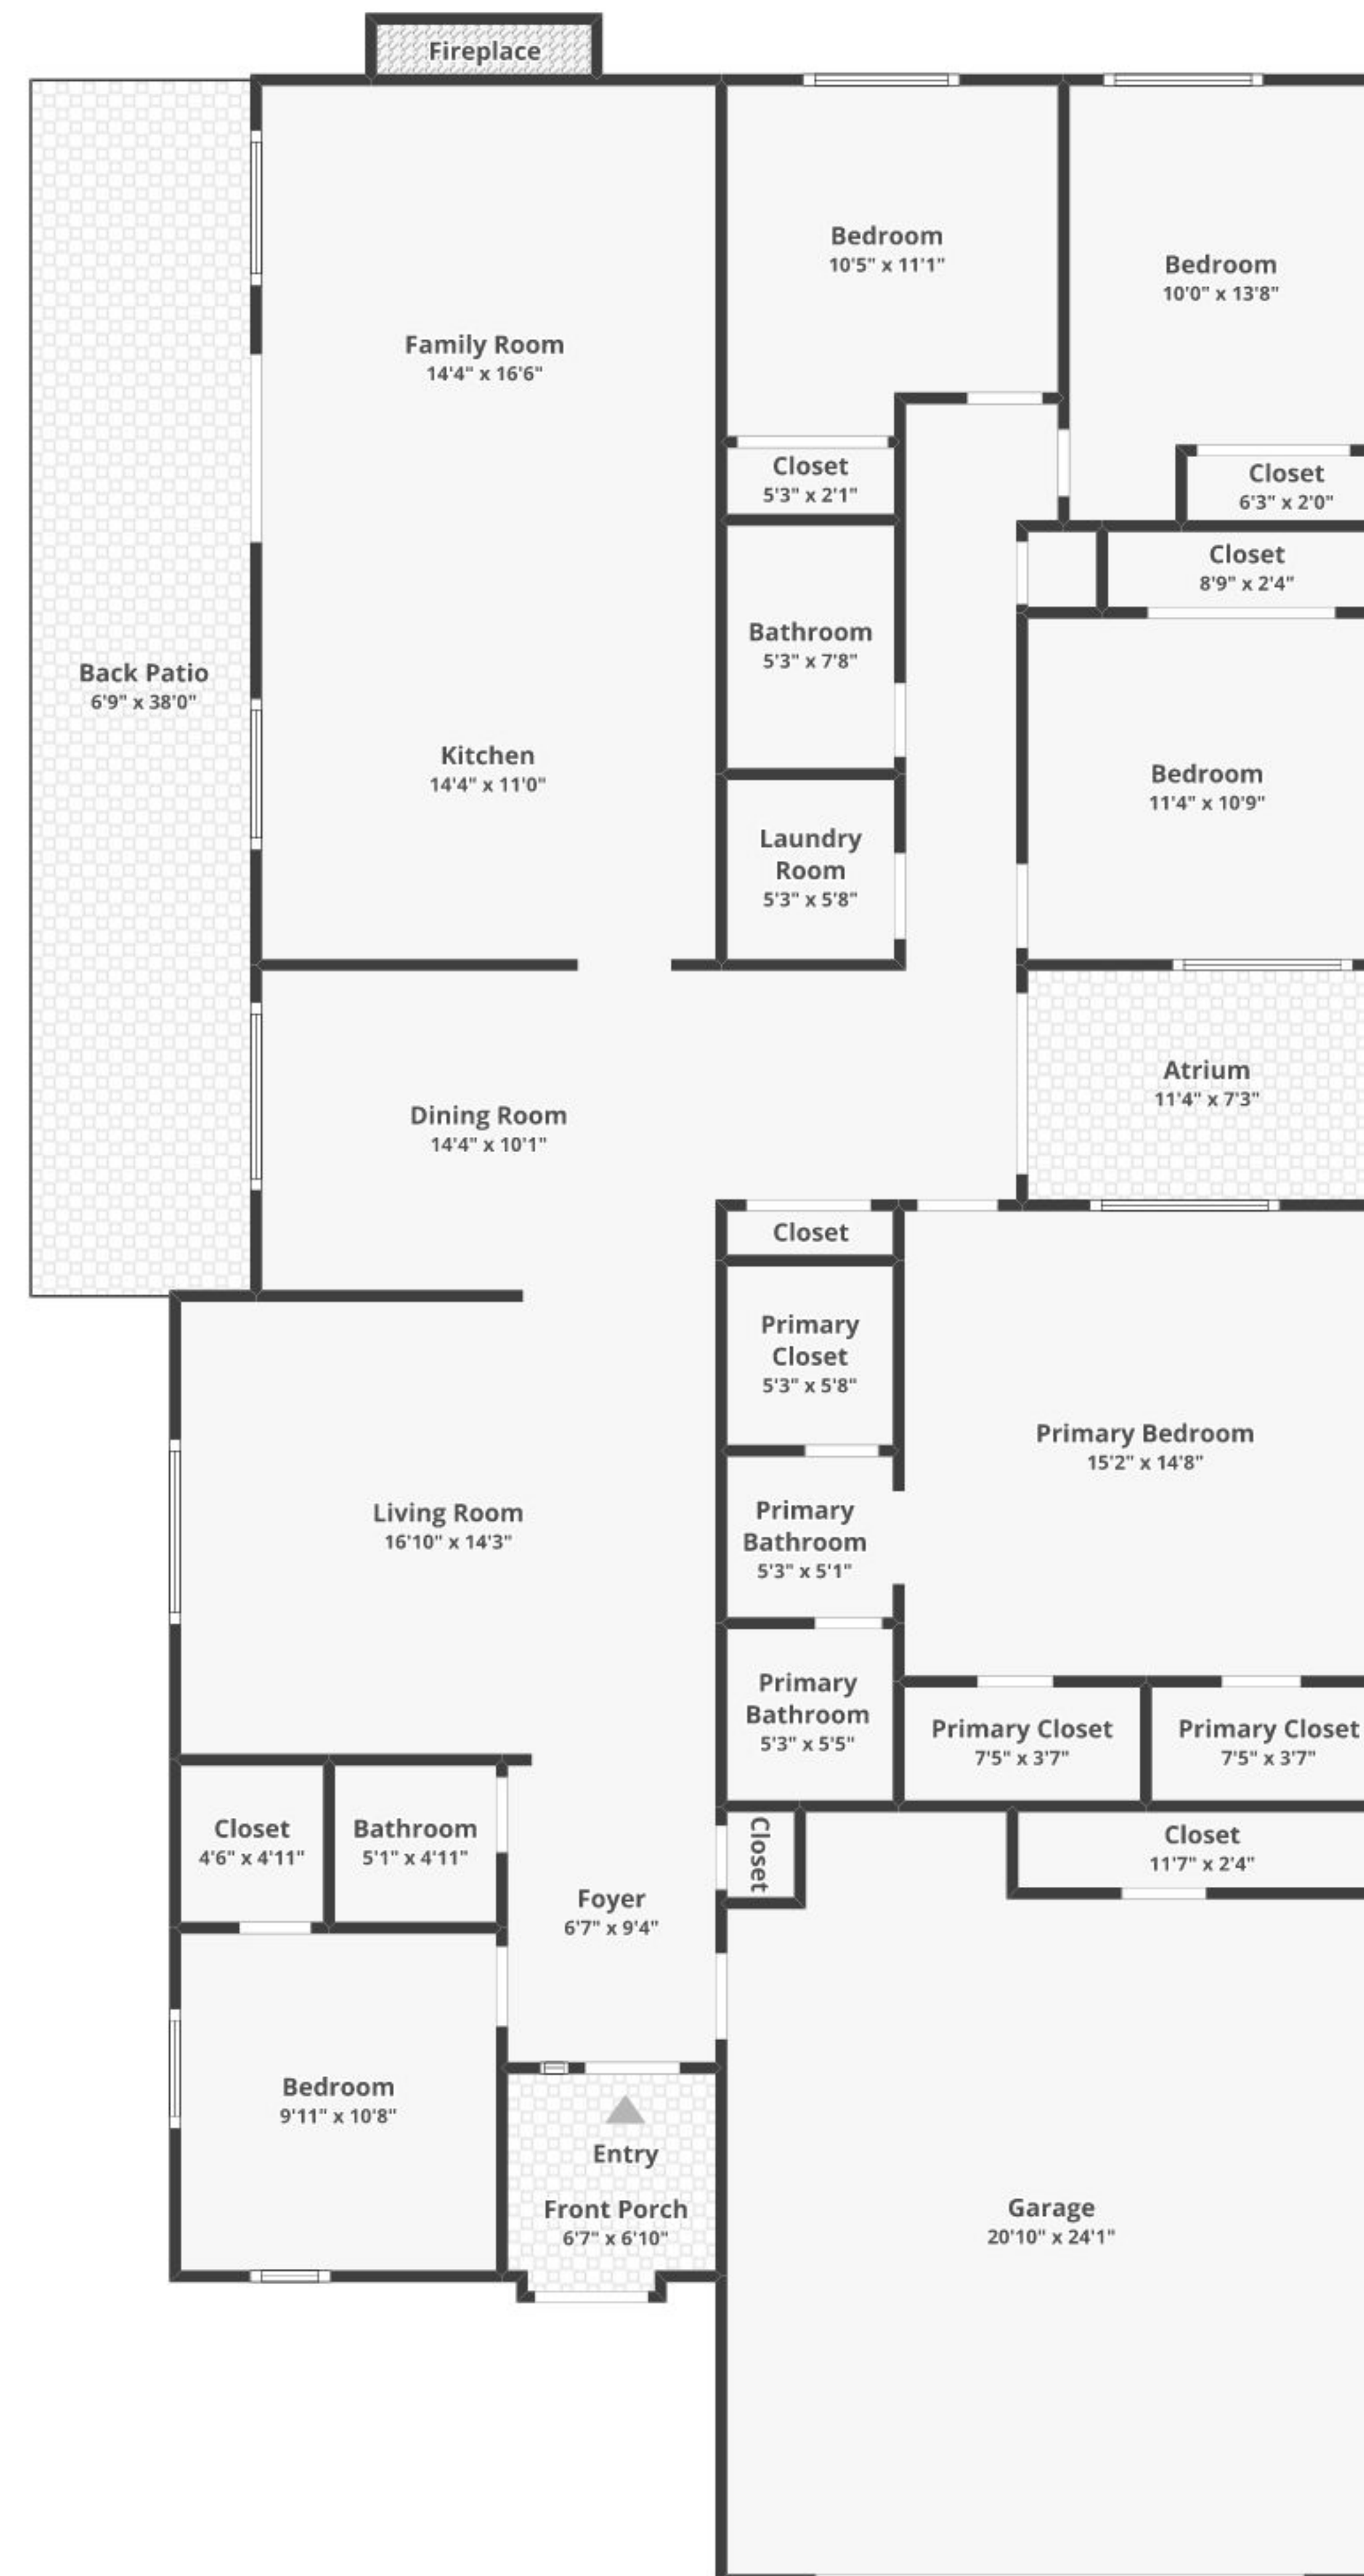 Fireplace
Bedroom
10'5" x 11'1"
Bedroom
10'0" x 13'8"
Family Room
14'4" x 16'6"
Closet
5'3" x 2'1"
Closet
6'3" x 2'0"
Closet
8'9" x 2'4"
Bathroom
5'3" x 7'8"
Back Patio
6'9" x 38'0"
Kitchen
14'4" x 11'0"
Bedroom
11'4" x 10'9"
Laundry
Room
5'3" x 5'8"
Atrium
11'4" x 7'3"
Dining Room
14'4" x 10'1"
Closet
Primary
Closet
5'3" x 5'8"
Primary Bedroom
15'2" x 14'8"
Living Room
16'10" x 14'3"
Primary
Bathroom
5'3" x 5'1"
Primary
Bathroom
5'3" x 5'5"
Primary Closet
7'5" x 3'7"
Primary Closet
7'5" x 3'7"
Closet
4'6" x 4'11"
Bathroom
5'1" x 4'11"
Closet
Closet
11'7" x 2'4"
Foyer
6'7" x 9'4"
Bedroom
9'11" x 10'8"
Entry
Front Porch
6'7" x 6'10"
Garage
20'10" x 24'1"